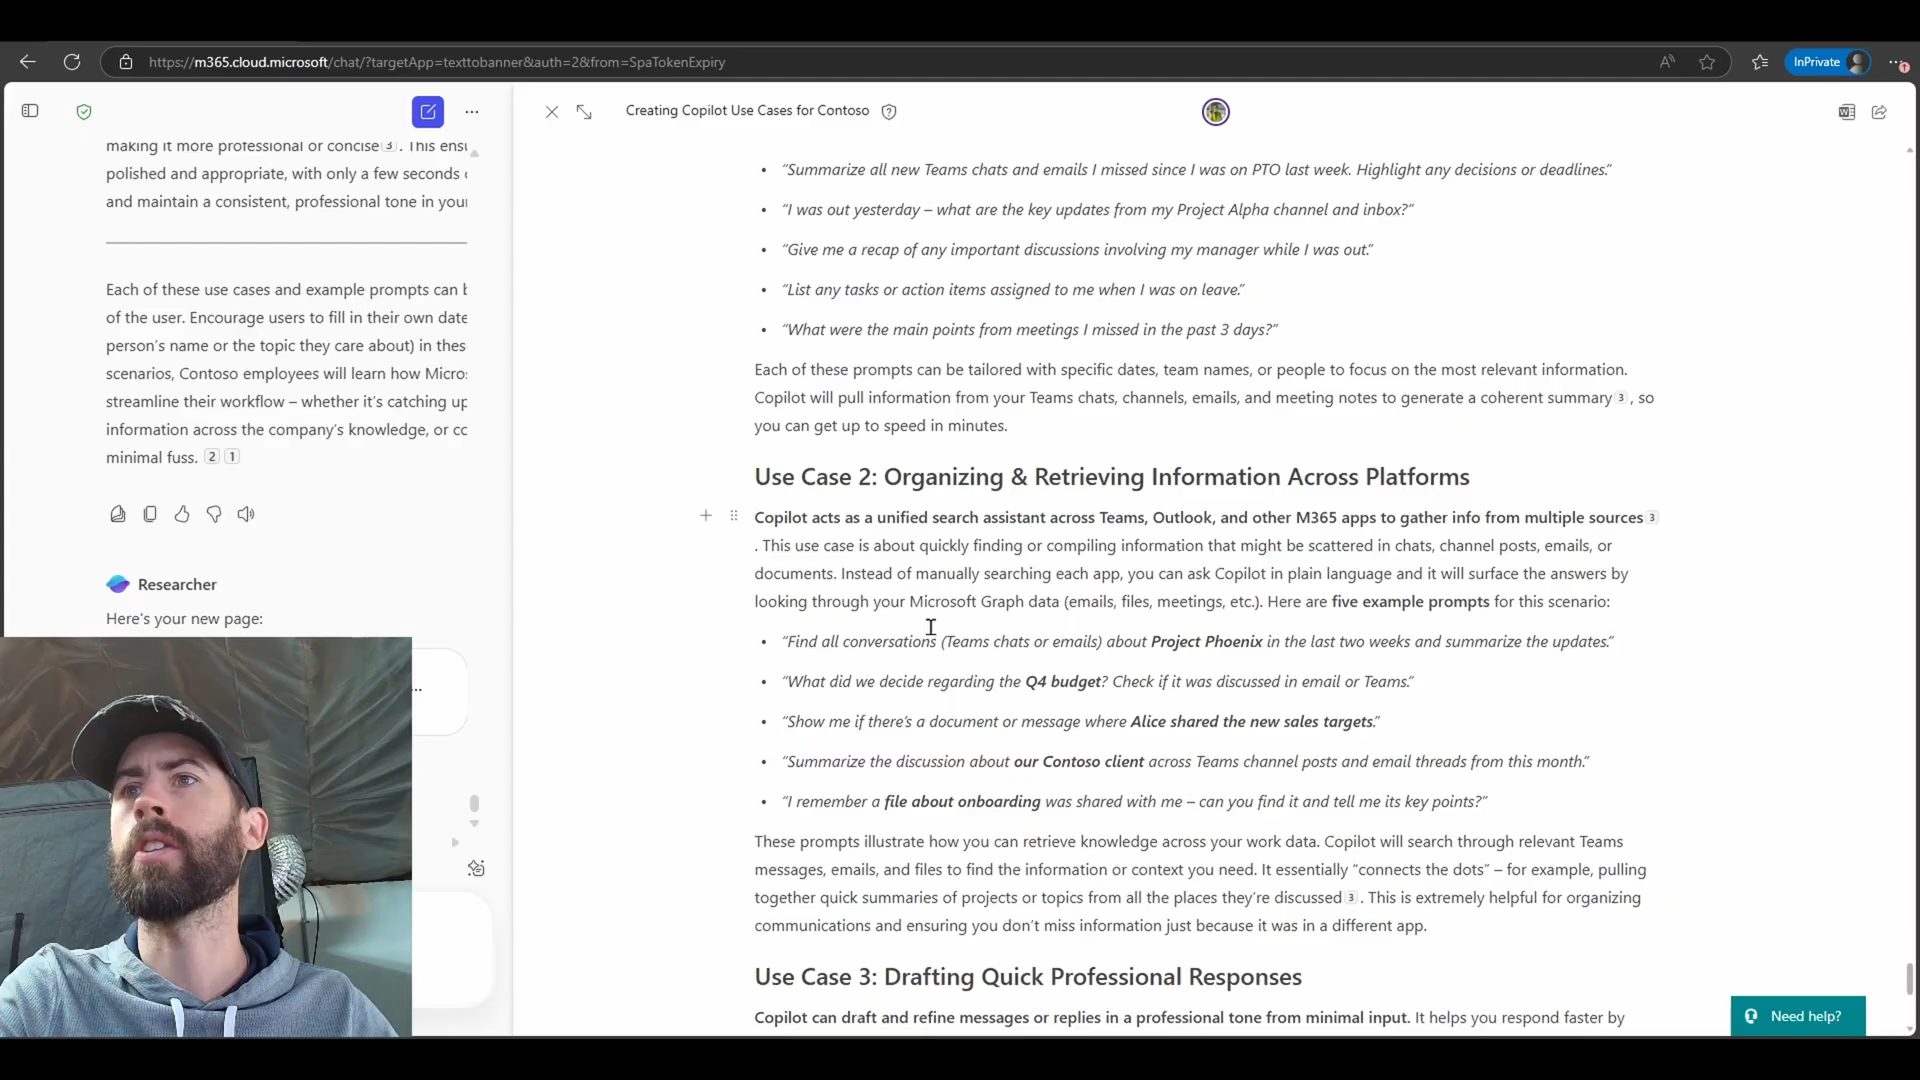 https://m365.cloud.microsoft/chat/?targetApp=texttobanner&auth=2&from=SpaTokenExpiry
InPrivate
making it more professional or concise 3 . This ensu
polished and appropriate, with only a few seconds o
and maintain a consistent, professional tone in your
Each of these use cases and example prompts can b
of the user. Encourage users to fill in their own date
person's name or the topic they care about) in thes
scenarios, Contoso employees will learn how Micros
streamline their workflow – whether it's catching up
information across the company's knowledge, or co
minimal fuss. 2 1
Researcher
Here's your new page:
...
Creating Copilot Use Cases for Contoso
• "Summarize all new Teams chats and emails I missed since I was on PTO last week. Highlight any decisions or deadlines."
• "I was out yesterday – what are the key updates from my Project Alpha channel and inbox?"
• "Give me a recap of any important discussions involving my manager while I was out."
• "List any tasks or action items assigned to me when I was on leave."
• "What were the main points from meetings I missed in the past 3 days?"
Each of these prompts can be tailored with specific dates, team names, or people to focus on the most relevant information.
Copilot will pull information from your Teams chats, channels, emails, and meeting notes to generate a coherent summary 3 , so
you can get up to speed in minutes.
Use Case 2: Organizing & Retrieving Information Across Platforms
Copilot acts as a unified search assistant across Teams, Outlook, and other M365 apps to gather info from multiple sources 3
. This use case is about quickly finding or compiling information that might be scattered in chats, channel posts, emails, or
documents. Instead of manually searching each app, you can ask Copilot in plain language and it will surface the answers by
looking through your Microsoft Graph data (emails, files, meetings, etc.). Here are five example prompts for this scenario:
• "Find all conversations (Teams chats or emails) about Project Phoenix in the last two weeks and summarize the updates."
• "What did we decide regarding the Q4 budget? Check if it was discussed in email or Teams."
• "Show me if there's a document or message where Alice shared the new sales targets."
• "Summarize the discussion about our Contoso client across Teams channel posts and email threads from this month."
• "I remember a file about onboarding was shared with me – can you find it and tell me its key points?"
These prompts illustrate how you can retrieve knowledge across your work data. Copilot will search through relevant Teams
messages, emails, and files to find the information or context you need. It essentially "connects the dots" – for example, pulling
together quick summaries of projects or topics from all the places they're discussed 3 . This is extremely helpful for organizing
communications and ensuring you don't miss information just because it was in a different app.
Use Case 3: Drafting Quick Professional Responses
Copilot can draft and refine messages or replies in a professional tone from minimal input. It helps you respond faster by
Need help?